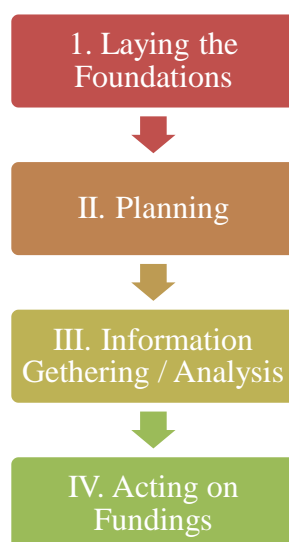 1. Laying the
Foundations
II. Planning
III. Information
Gethering / Analysis
IV. Acting on
Fundings